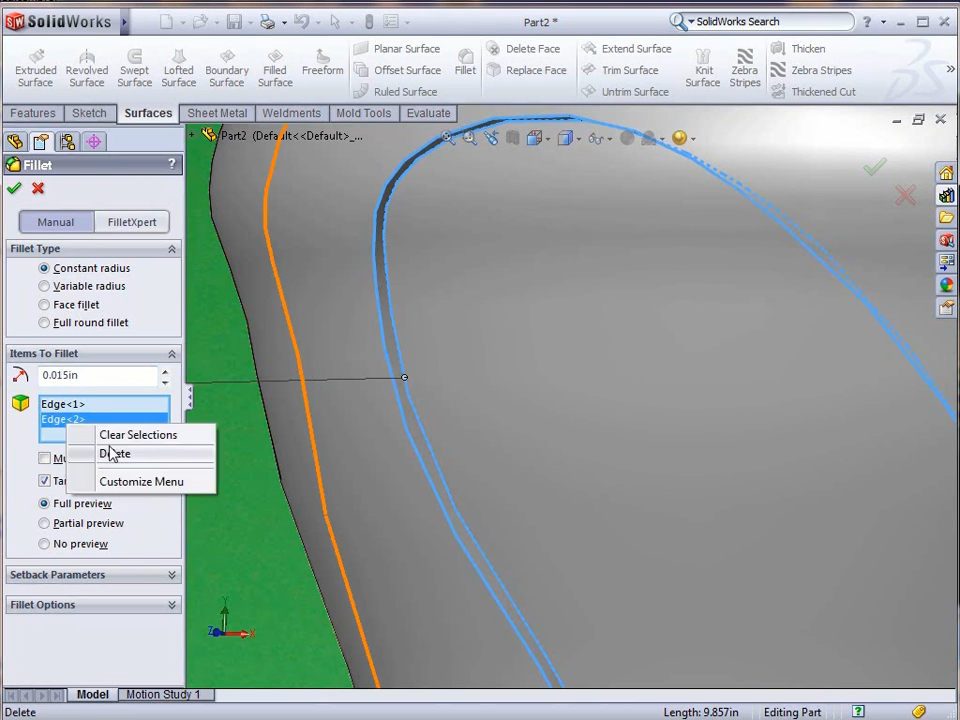 SolidWorks
Part2 *
SolidWorks Search
?
Extruded Surface
Revolved Surface
Swept Surface
Lofted Surface
Boundary Surface
Filled Surface
Freeform
Planar Surface
Offset Surface
Ruled Surface
Fillet
Delete Face
Replace Face
Extend Surface
Trim Surface
Untrim Surface
Knit Surface
Zebra Stripes
Thicken
Zebra Stripes
Thickened Cut
Features
Sketch
Surfaces
Sheet Metal
Weldments
Mold Tools
Evaluate
Part2 (Default<<Default>_...
Fillet
?
Manual
FilletXpert
Fillet Type
Constant radius
Variable radius
Face fillet
Full round fillet
Items To Fillet
0.015in
Edge<1>
Edge<2>
Clear Selections
Delete
Customize Menu
Full preview
Partial preview
No preview
Setback Parameters
Fillet Options
Y
Z
X
Model
Motion Study 1
Delete
Length: 9.857in
Editing Part
?